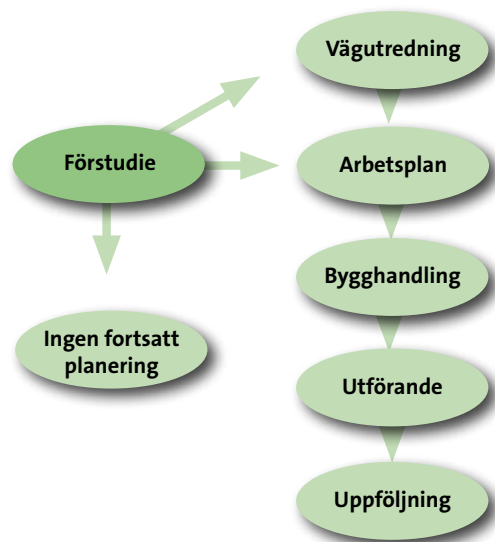 Vägutredning
Förstudie
Arbetsplan
Bygghandling
Ingen fortsatt
planering
Utförande
Uppföljning